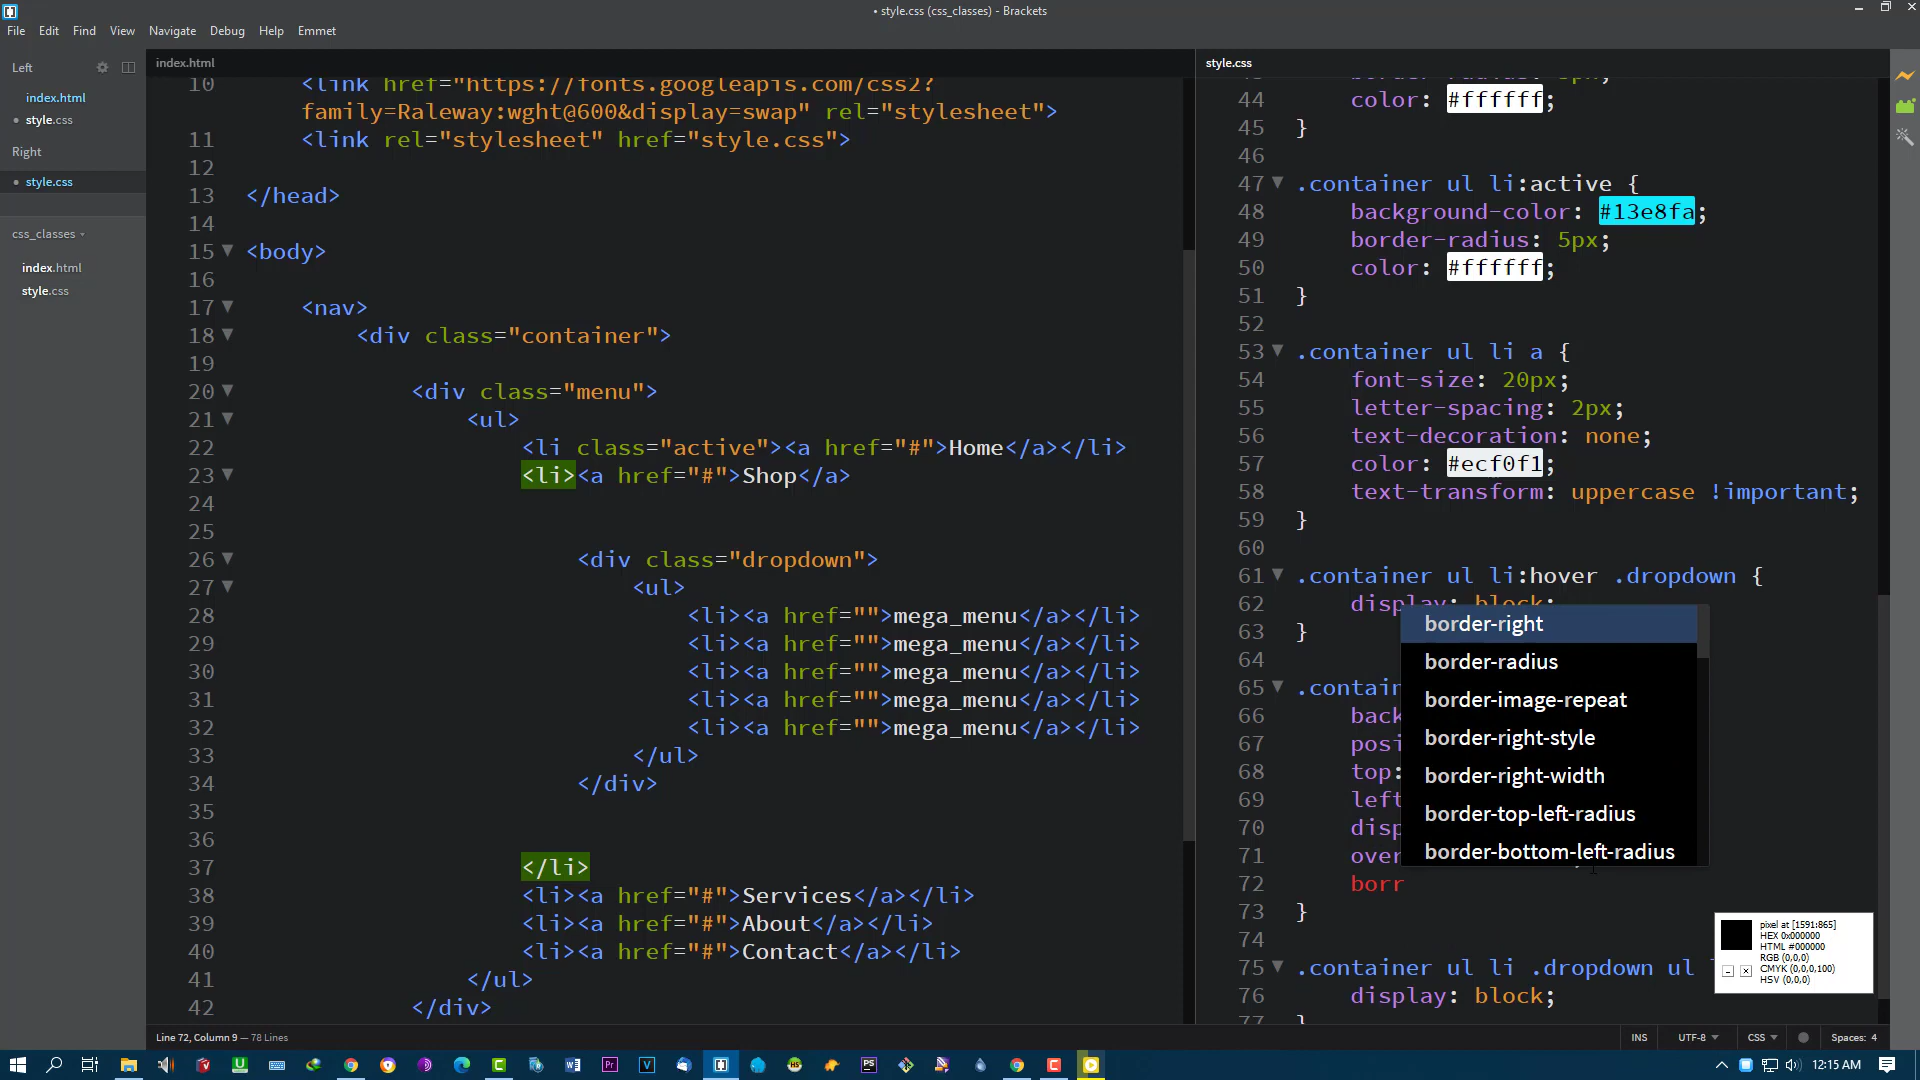 • style.css (css_classes) - Brackets
File Edit Find View Navigate Debug Help Emmet
Left
index.html
• style.css
Right
• style.css
css_classes
index.html
style.css
index.html
10 <link href="https://fonts.googleapis.com/css2?
family=Raleway:wght@600&display=swap" rel="stylesheet">
11 <link rel="stylesheet" href="style.css">
12
13 </head>
14
15 <body>
16
17 <nav>
18 <div class="container">
19
20 <div class="menu">
21 <ul>
22 <li class="active"><a href="#">Home</a></li>
23 <li><a href="#">Shop</a>
24
25
26 <div class="dropdown">
27 <ul>
28 <li><a href="">mega_menu</a></li>
29 <li><a href="">mega_menu</a></li>
30 <li><a href="">mega_menu</a></li>
31 <li><a href="">mega_menu</a></li>
32 <li><a href="">mega_menu</a></li>
33 </ul>
34 </div>
35
36
37 </li>
38 <li><a href="#">Services</a></li>
39 <li><a href="#">About</a></li>
40 <li><a href="#">Contact</a></li>
41 </ul>
42 </div>
style.css
44 color: #ffffff;
45 }
46
47 .container ul li:active {
48 background-color: #13e8fa;
49 border-radius: 5px;
50 color: #ffffff;
51 }
52
53 .container ul li a {
54 font-size: 20px;
55 letter-spacing: 2px;
56 text-decoration: none;
57 color: #ecf0f1;
58 text-transform: uppercase !important;
59 }
60
61 .container ul li:hover .dropdown {
62 display: block;
63 }
64
65 .contain
66 back
67 posi
68 top:
69 left
70 disp
71 over
72 borr
73 }
74
75 .container ul li .dropdown ul
76 display: block;
77 }
border-right
border-radius
border-image-repeat
border-right-style
border-right-width
border-top-left-radius
border-bottom-left-radius
pixel at [1591:865]
HEX 0x000000
HTML #000000
RGB (0,0,0)
CMYK (0,0,0,100)
HSV (0,0,0)
Line 72, Column 9 — 78 Lines
INS UTF-8 CSS Spaces: 4
12:15 AM